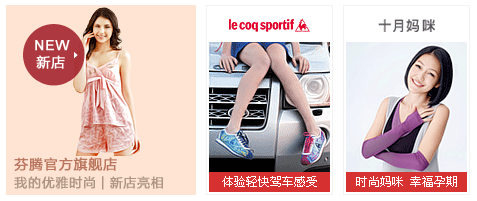 NEW
新店
芬腾官方旗舰店
我的优雅时尚｜新店亮相
le coq sportif
体验轻快驾车感受
十月妈咪
时尚妈咪 幸福孕期